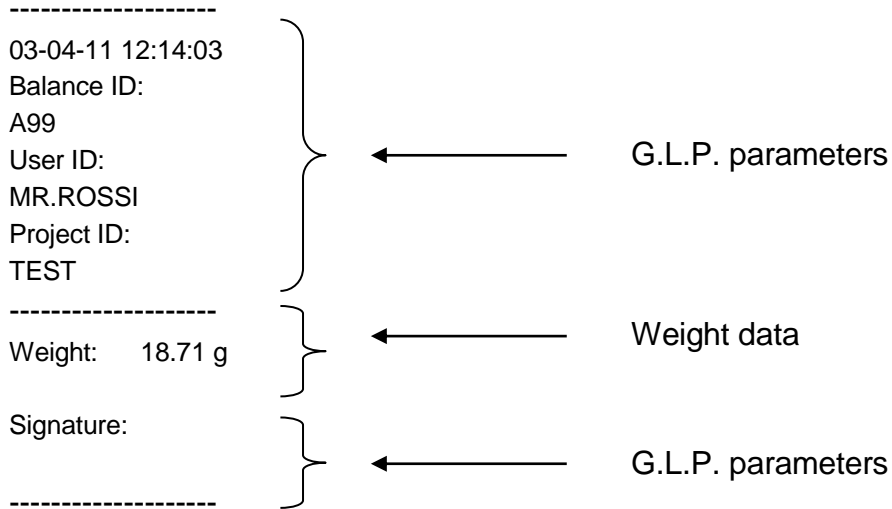 --------------------
03-04-11 12:14:03
Balance ID:
A99
User ID:
MR.ROSSI
Project ID:
TEST
G.L.P. parameters
--------------------
Weight: 18.71 g
Weight data
Signature:
G.L.P. parameters
--------------------